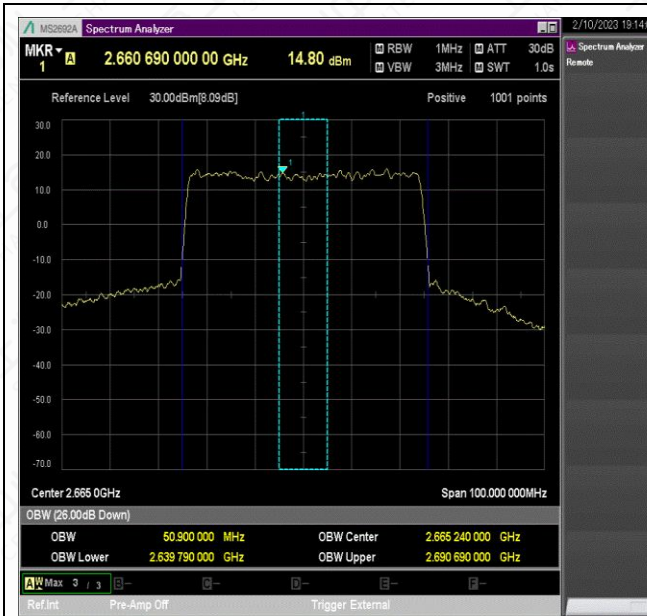 MS2692A Spectrum Analyzer
2/10/2023 19:14:
MKR 1 A 2.660 690 000 00 GHz 14.80 dBm
RBW 1MHz ATT 30dB
VBW 3MHz SWT 1.0s
Spectrum Analyzer
Remote
Reference Level 30.00dBm[8.09dB] Positive 1001 points
30.0
20.0
1
10.0
0.0
-10.0
-20.0
-30.0
-40.0
-50.0
-60.0
-70.0
Center 2.665 0GHz Span 100.000 000MHz
OBW (26.00dB Down)
OBW 50.900 000 MHz OBW Center 2.665 240 000 GHz
OBW Lower 2.639 790 000 GHz OBW Upper 2.690 690 000 GHz
A W Max 3 / 3 B- C- D- E- F-
Ref.Int Pre-Amp Off Trigger External